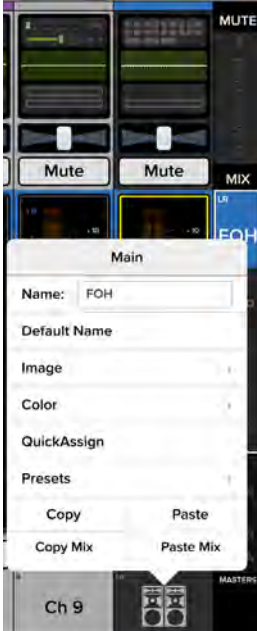 MUTE
Mute
Mute
MIX
LR
FOH
Main
Name: FOH
Default Name
Image
Color
QuickAssign
Presets
Copy
Paste
Copy Mix
Paste Mix
MASTERS
Ch 9